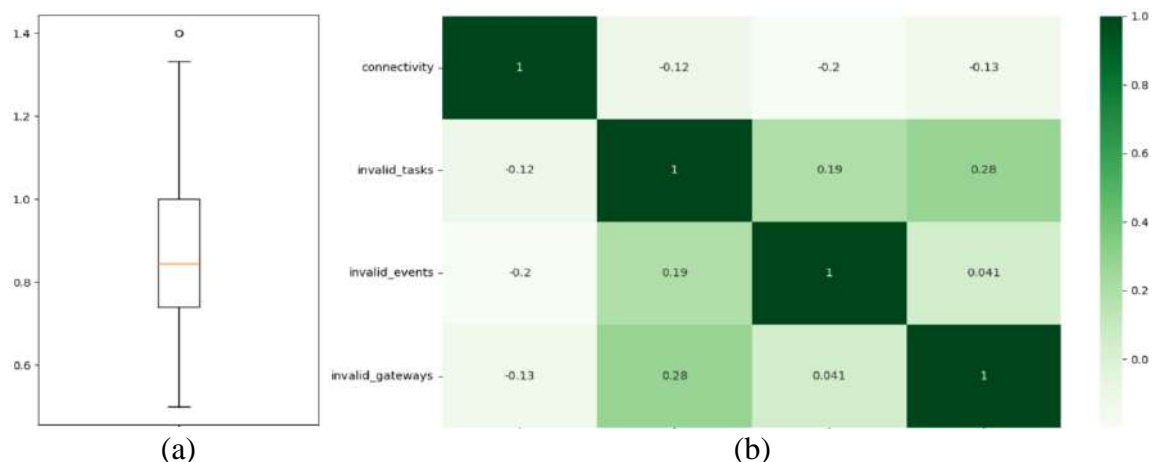 1.4
1.2
1.0
0.8
0.6
(a)
connectivity
1 -0.12 -0.2 -0.13
invalid_tasks
-0.12 1 0.19 0.28
invalid_events
-0.2 0.19 1 0.041
invalid_gateways
-0.13 0.28 0.041 1
1.0
0.8
0.6
0.4
0.2
0.0
(b)